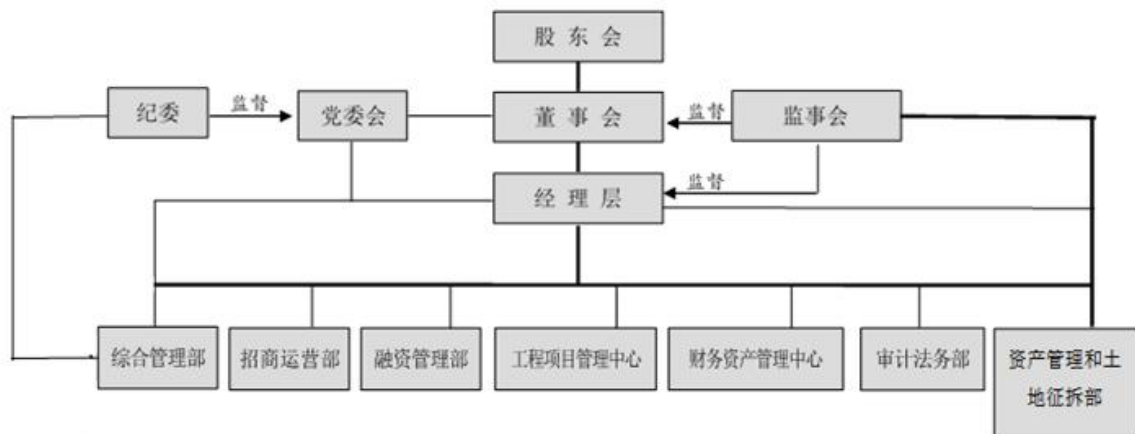 股东会
纪委
监督
党委会
董事会
监督
监事会
经理层
监督
综合管理部
招商运营部
融资管理部
工程项目管理中心
财务资产管理中心
审计法务部
资产管理和土
地征拆部